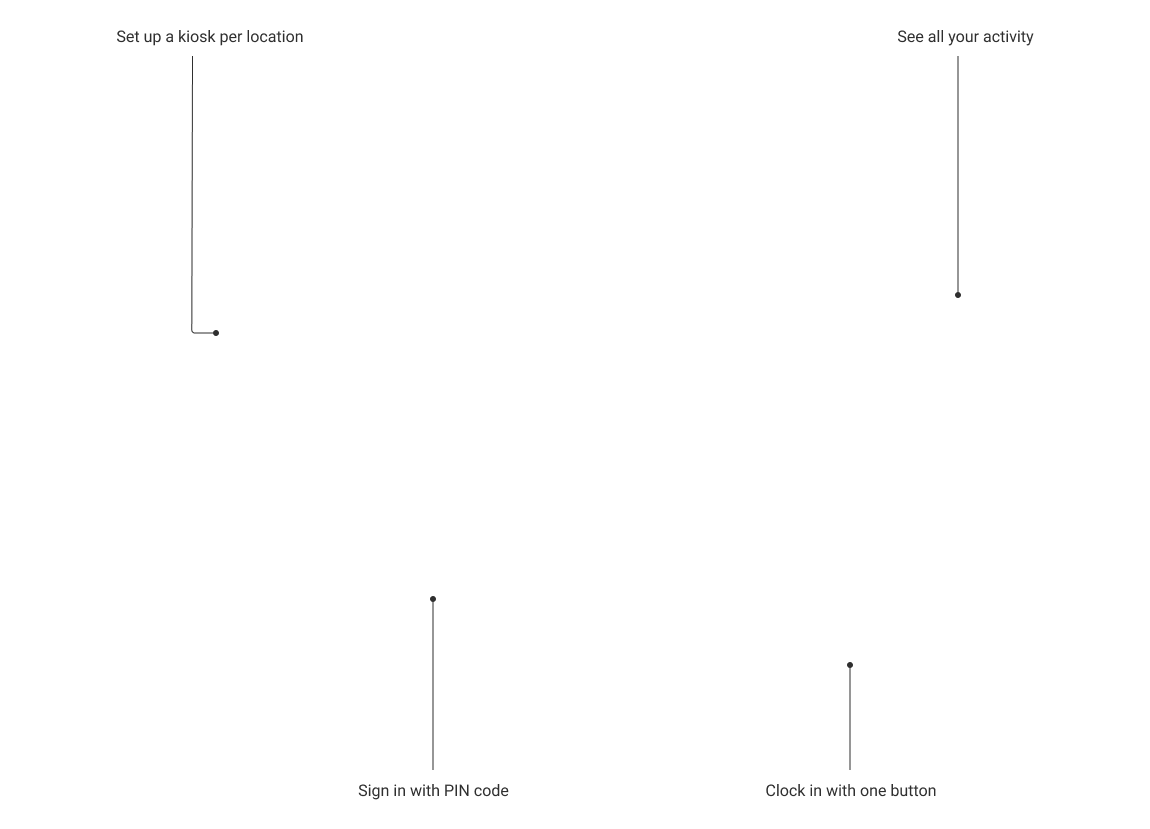 Set up a kiosk per location
See all your activity
Sign in with PIN code
Clock in with one button